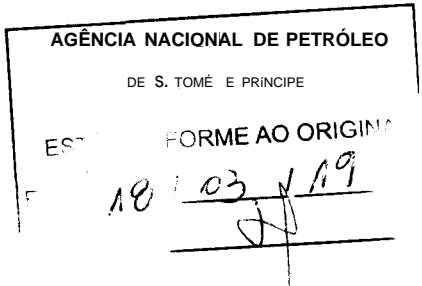 AGÊNCIA NACIONAL DE PETRÓLEO
DE S. TOMÉ E PRíNCIPE
FORME AO ORIGIN
18 / 03 / 19